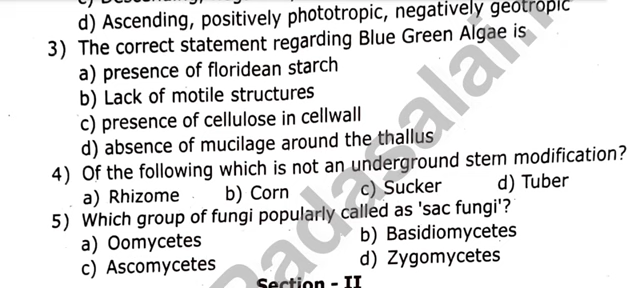 d) Ascending, positively phototropic, negatively geotropic
3) The correct statement regarding Blue Green Algae is
a) presence of floridean starch
b) Lack of motile structures
c) presence of cellulose in cellwall
d) absence of mucilage around the thallus
4) Of the following which is not an underground stem modification?
a) Rhizome b) Corn c) Sucker d) Tuber
5) Which group of fungi popularly called as 'sac fungi'?
a) Oomycetes b) Basidiomycetes
c) Ascomycetes d) Zygomycetes
Section - II